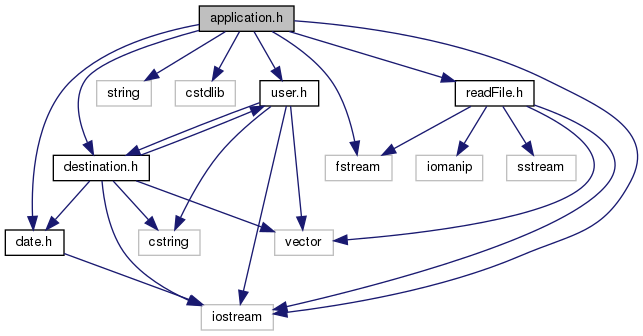 application.h
string
cstdlib
user.h
readFile.h
destination.h
fstream
iomanip
sstream
date.h
cstring
vector
iostream